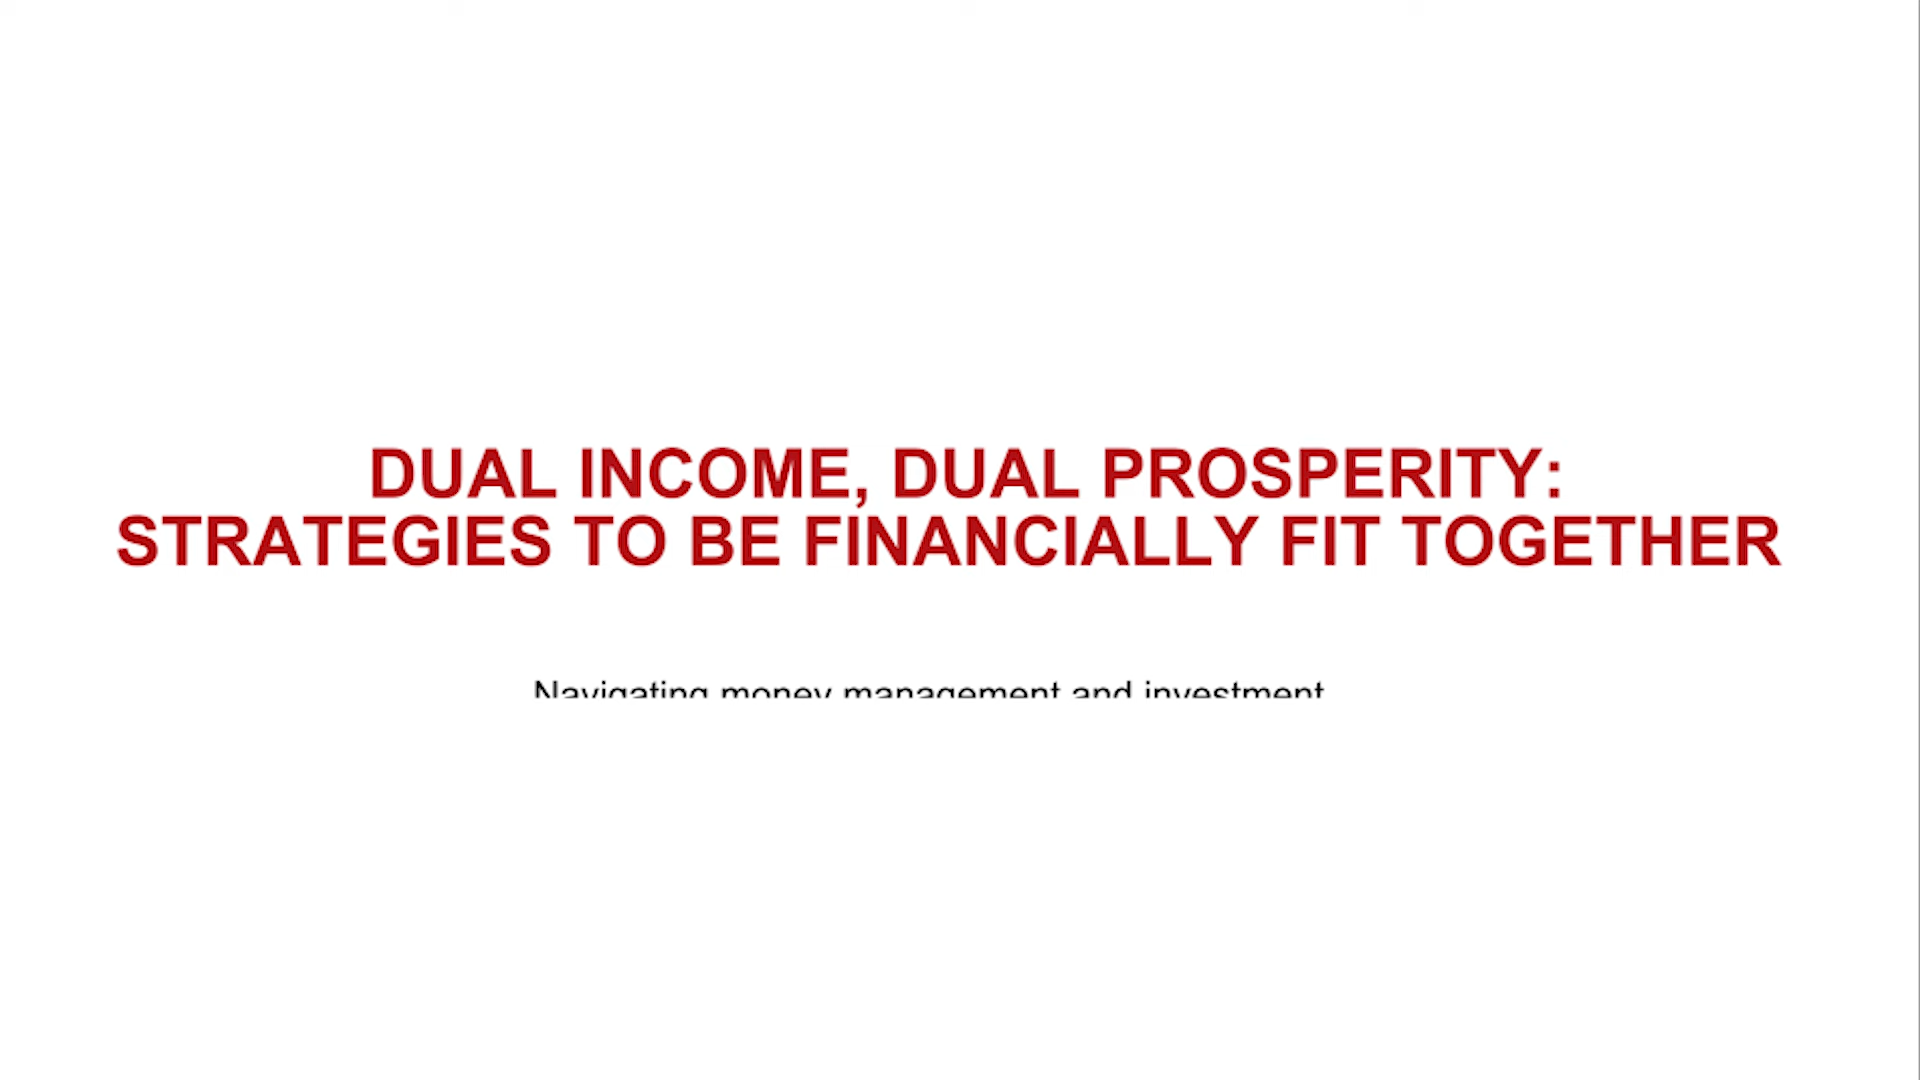 DUAL INCOME, DUAL PROSPERITY:
STRATEGIES TO BE FINANCIALLY FIT TOGETHER
Navigating money management and investment